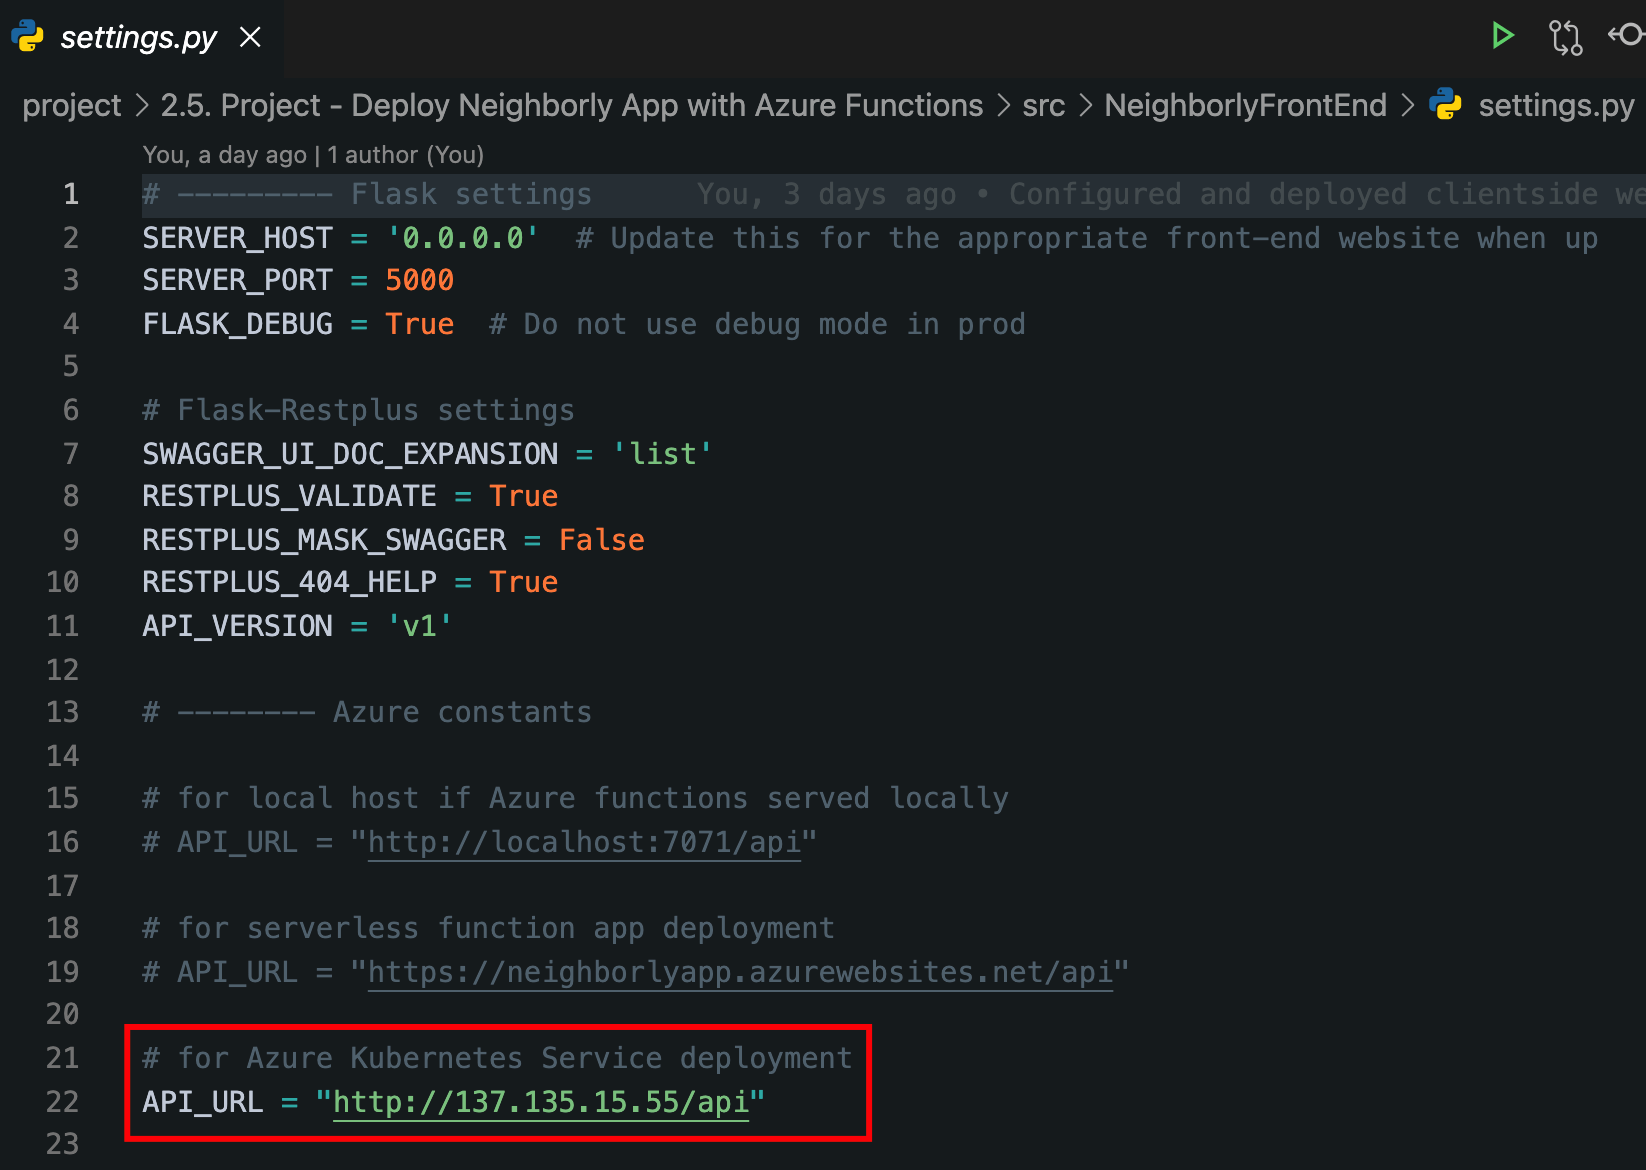 settings.py
project > 2.5. Project - Deploy Neighborly App with Azure Functions > src > NeighborlyFrontEnd > settings.py
You, a day ago | 1 author (You)
1 # --------- Flask settings You, 3 days ago • Configured and deployed clientside we
2 SERVER_HOST = '0.0.0.0' # Update this for the appropriate front-end website when up
3 SERVER_PORT = 5000
4 FLASK_DEBUG = True # Do not use debug mode in prod
5
6 # Flask-Restplus settings
7 SWAGGER_UI_DOC_EXPANSION = 'list'
8 RESTPLUS_VALIDATE = True
9 RESTPLUS_MASK_SWAGGER = False
10 RESTPLUS_404_HELP = True
11 API_VERSION = 'v1'
12
13 # -------- Azure constants
14
15 # for local host if Azure functions served locally
16 # API_URL = "http://localhost:7071/api"
17
18 # for serverless function app deployment
19 # API_URL = "https://neighborlyapp.azurewebsites.net/api"
20
21 # for Azure Kubernetes Service deployment
22 API_URL = "http://137.135.15.55/api"
23